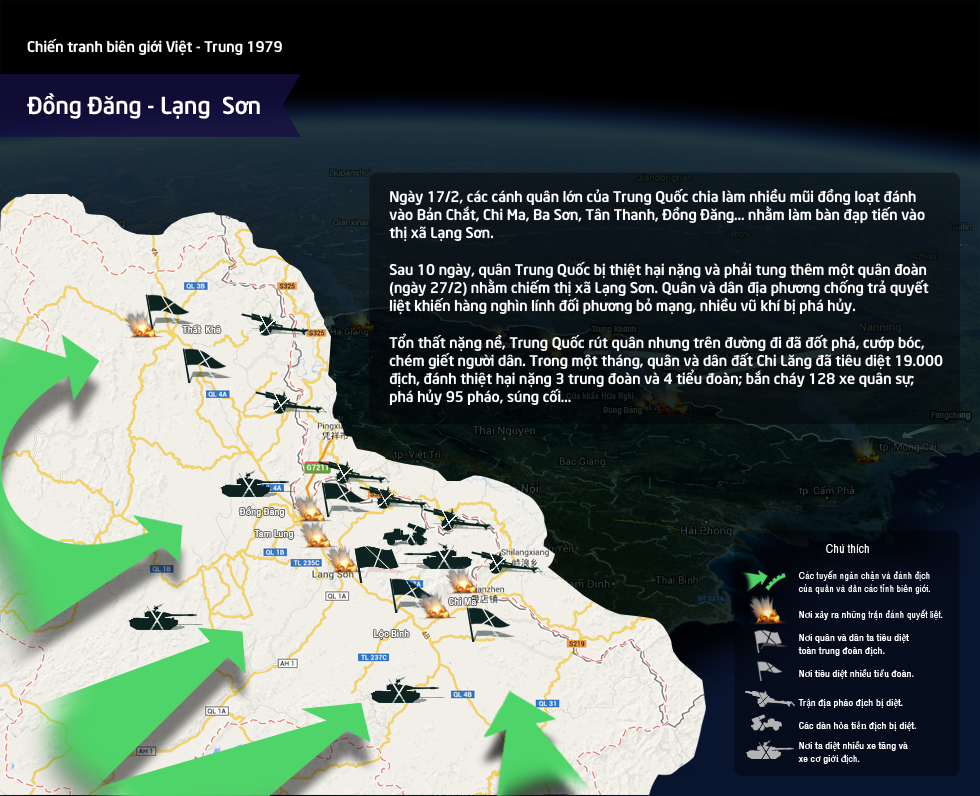 Chiến tranh biên giới Việt - Trung 1979
Đồng Đăng - Lạng Sơn
Ngày 17/2, các cánh quân lớn của Trung Quốc chia làm nhiều mũi đồng loạt đánh
vào Bản Chắt, Chi Ma, Ba Sơn, Tân Thanh, Đồng Đăng... nhằm làm bàn đạp tiến vào
thị xã Lạng Sơn.
Sau 10 ngày, quân Trung Quốc bị thiệt hại nặng và phải tung thêm một quân đoàn
(ngày 27/2) nhằm chiếm thị xã Lạng Sơn. Quân và dân địa phương chống trả quyết
liệt khiến hàng nghìn lính đối phương bỏ mạng, nhiều vũ khí bị phá hủy.
Tổn thất nặng nề, Trung Quốc rút quân nhưng trên đường đi đã đốt phá, cướp bóc,
chém giết người dân. Trong một tháng, quân và dân đất Chi Lăng đã tiêu diệt 19.000
địch, đánh thiệt hại nặng 3 trung đoàn và 4 tiểu đoàn; bắn cháy 128 xe quân sự;
phá hủy 95 pháo, súng cối...
QL 3B
S325
Thất Khê
S325
Hà Giang
QL 4A
Nanning
Fangcheng
Thái Nguyên
tp. Móng Cái
tp. Việt Trì
Bắc Giang
G7211
4A
Đồng Đăng
Tam Lung
QL 1B
TL 235C
Lạng Sơn
QL 1B
QL 1A
Shilangxiang
Chi Ma
Lộc Bình
4B
TL 237C
S219
AH 1
QL 4B
QL 31
QL 1A
AH 1
Nội
tp. Cẩm Phả
Hải Phòng
Thái Bình
Chú thích
Các tuyến ngăn chặn và đánh địch
của quân và dân các tỉnh biên giới.
Nơi xảy ra những trận đánh quyết liệt.
Nơi quân và dân ta tiêu diệt
toàn trung đoàn địch.
Nơi tiêu diệt nhiều tiểu đoàn.
Trận địa pháo địch bị diệt.
Các dàn hỏa tiễn địch bị diệt.
Nơi ta diệt nhiều xe tăng và
xe cơ giới địch.